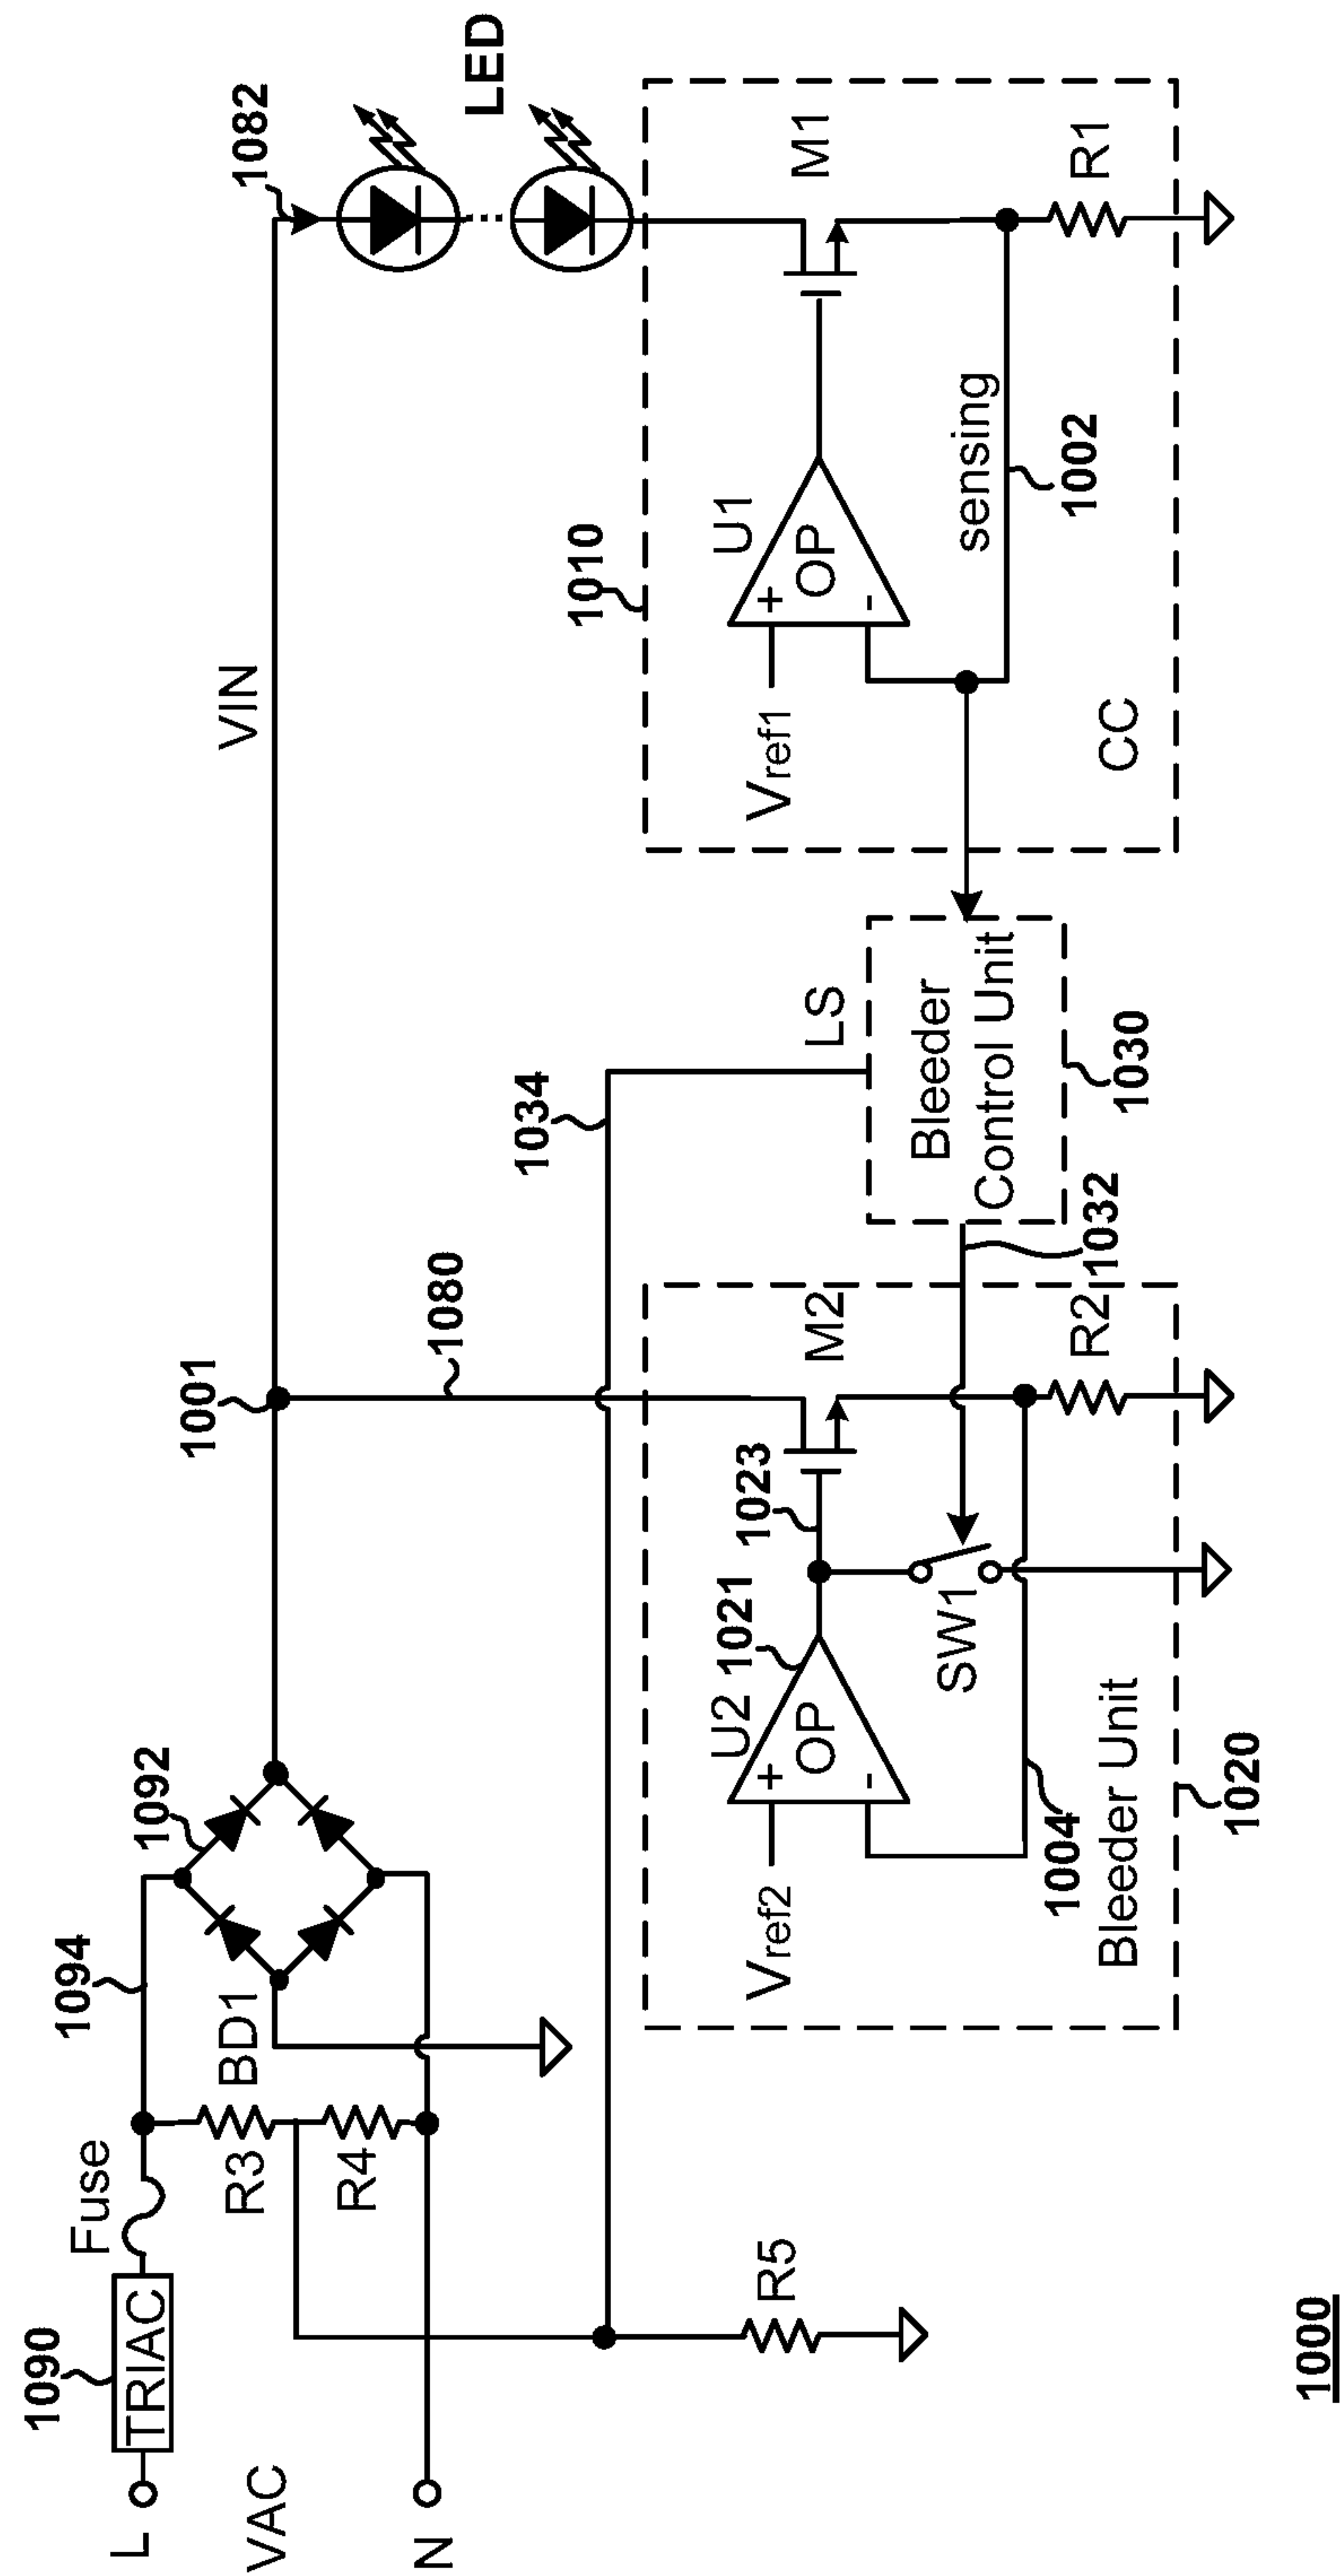 1090
L
TRIAC
Fuse
VAC
N
1094
R3
R4
BD1
1092
R5
1001
1080
1034
VIN
1082
LED
1010
U1
+
OP
-
Vref1
M1
sensing
1002
R1
CC
LS
Bleeder
Control Unit
1030
1032
M2
R2
1023
1021
U2
+
OP
-
Vref2
SW1
1004
Bleeder Unit
1020
1000